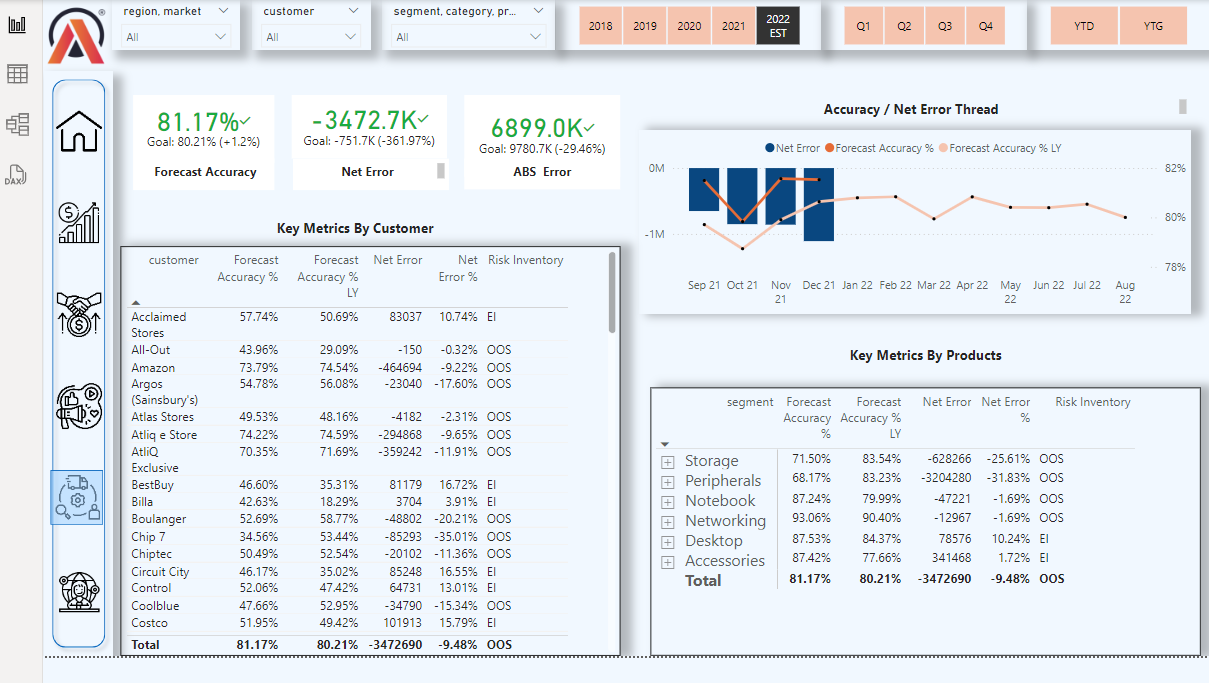 region, market
All
customer
All
segment, category, pr...
All
2018
2019
2020
2021
2022
EST
Q1
Q2
Q3
Q4
YTD
YTG
DAX
81.17%
Goal: 80.21% (+1.2%)
Forecast Accuracy
-3472.7K
Goal: -751.7K (-361.97%)
Net Error
6899.0K
Goal: 9780.7K (-29.46%)
ABS Error
Accuracy / Net Error Thread
Net Error Forecast Accuracy % Forecast Accuracy % LY
0M
-1M
82%
80%
78%
Sep 21 Oct 21 Nov Dec 21 Jan 22 Feb 22 Mar 22 Apr 22 May Jun 22 Jul 22 Aug
21 22 22
Key Metrics By Customer
customer Forecast Forecast Net Error Net Risk Inventory
Accuracy % Accuracy % Error %
LY
Acclaimed 57.74% 50.69% 83037 10.74% EI
Stores
All-Out 43.96% 29.09% -150 -0.32% OOS
Amazon 73.79% 74.54% -464694 -9.22% OOS
Argos 54.78% 56.08% -23040 -17.60% OOS
(Sainsbury's)
Atlas Stores 49.53% 48.16% -4182 -2.31% OOS
Atliq e Store 74.22% 74.59% -294868 -9.65% OOS
AtliQ 70.35% 71.69% -359242 -11.91% OOS
Exclusive
BestBuy 46.60% 35.31% 81179 16.72% EI
Billa 42.63% 18.29% 3704 3.91% EI
Boulanger 52.69% 58.77% -48802 -20.21% OOS
Chip 7 34.56% 53.44% -85293 -35.01% OOS
Chiptec 50.49% 52.54% -20102 -11.36% OOS
Circuit City 46.17% 35.02% 85248 16.55% EI
Control 52.06% 47.42% 64731 13.01% EI
Coolblue 47.66% 52.95% -34790 -15.34% OOS
Costco 51.95% 49.42% 101913 15.79% EI
Total 81.17% 80.21% -3472690 -9.48% OOS
Key Metrics By Products
segment Forecast Forecast Net Error Net Error Risk Inventory
Accuracy Accuracy % %
% LY
Storage 71.50% 83.54% -628266 -25.61% OOS
Peripherals 68.17% 83.23% -3204280 -31.83% OOS
Notebook 87.24% 79.99% -47221 -1.69% OOS
Networking 93.06% 90.40% -12967 -1.69% OOS
Desktop 87.53% 84.37% 78576 10.24% EI
Accessories 87.42% 77.66% 341468 1.72% EI
Total 81.17% 80.21% -3472690 -9.48% OOS